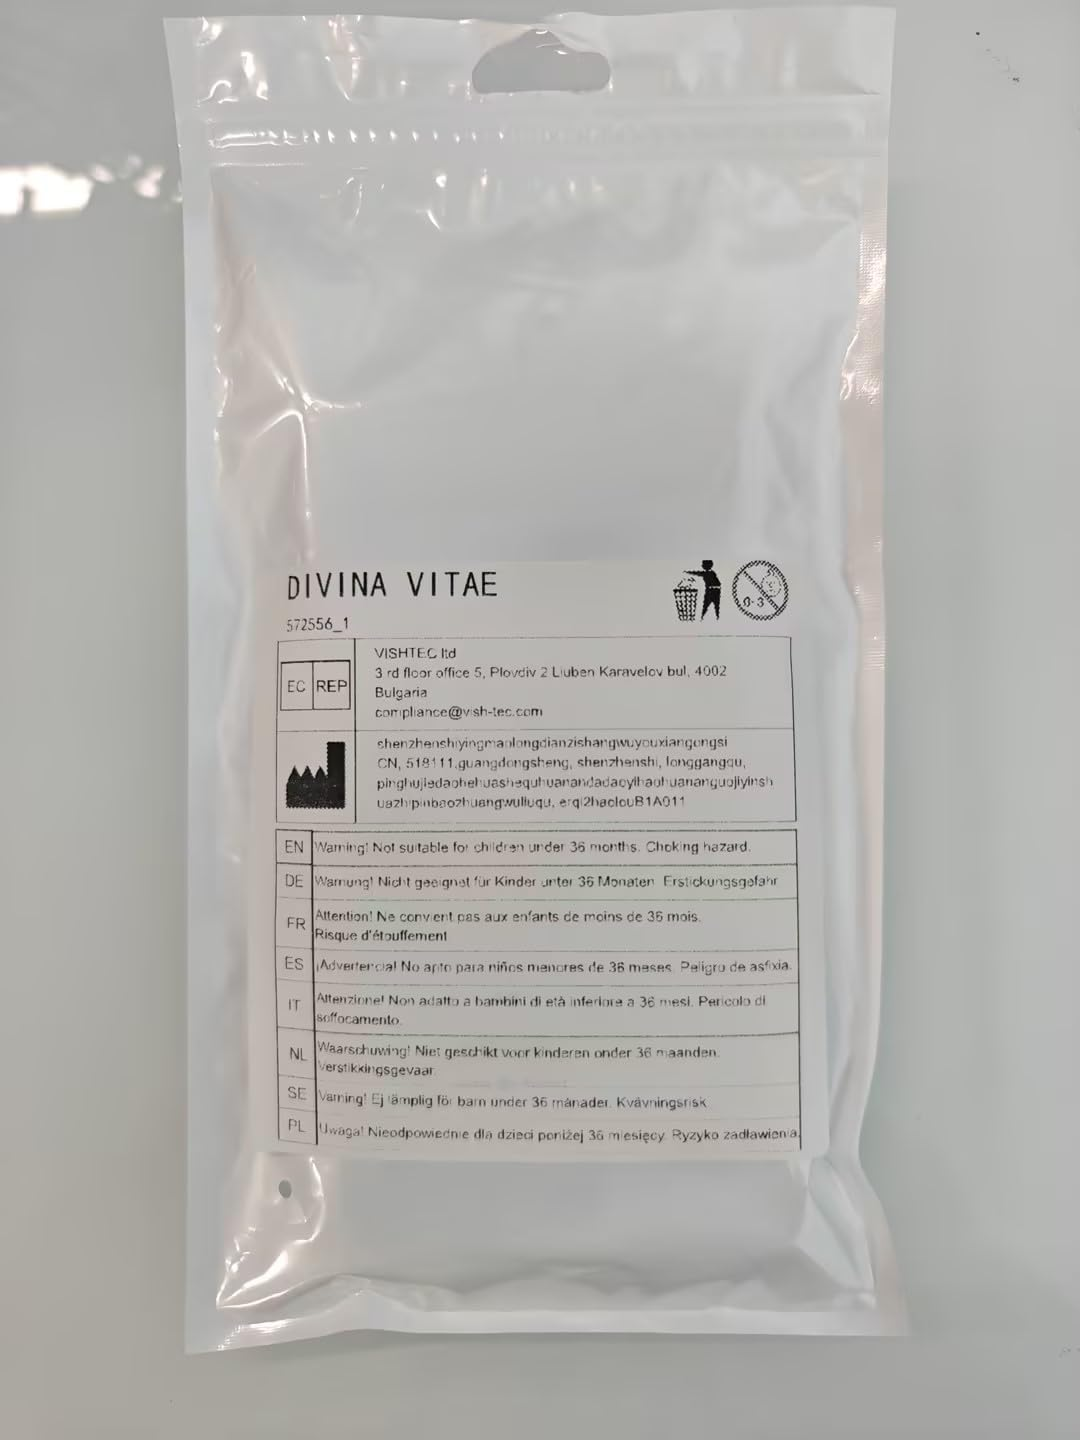 DIVINA VITAE
0-3
572556_1
EC REP
VISHTEC ltd
3 rd floor office 5, Plovdiv 2 Liuben Karavelov bul, 4002
Bulgaria
compliance@vish-tec.com
shenzhenshiyingmaolongdianzishangwuyouxiangongsi
CN, 518111,guangdongsheng, shenzhenshi, longgangqu,
pinghujiedaohehuashequhuanandadaoyihaohuananguojiyinsh
uazhipinbaozhuangwuliuqu, erqi2haolouB1A011
EN Warning! Not suitable for children under 36 months. Choking hazard.
DE Warnung! Nicht geeignet für Kinder unter 36 Monaten. Erstickungsgefahr
FR Attention! Ne convient pas aux enfants de moins de 36 mois.
Risque d'étouffement
ES ¡Advertencia! No apto para niños menores de 36 meses. Peligro de asfixia.
IT Attenzione! Non adatto a bambini di età inferiore a 36 mesi. Pericolo di
soffocamento.
NL Waarschuwing! Niet geschikt voor kinderen onder 36 maanden.
Verstikkingsgevaar.
SE Varning! Ej lämplig för barn under 36 månader. Kvävningsrisk
PL Uwaga! Nieodpowiednie dla dzieci poniżej 36 miesięcy. Ryzyko zadławienia.